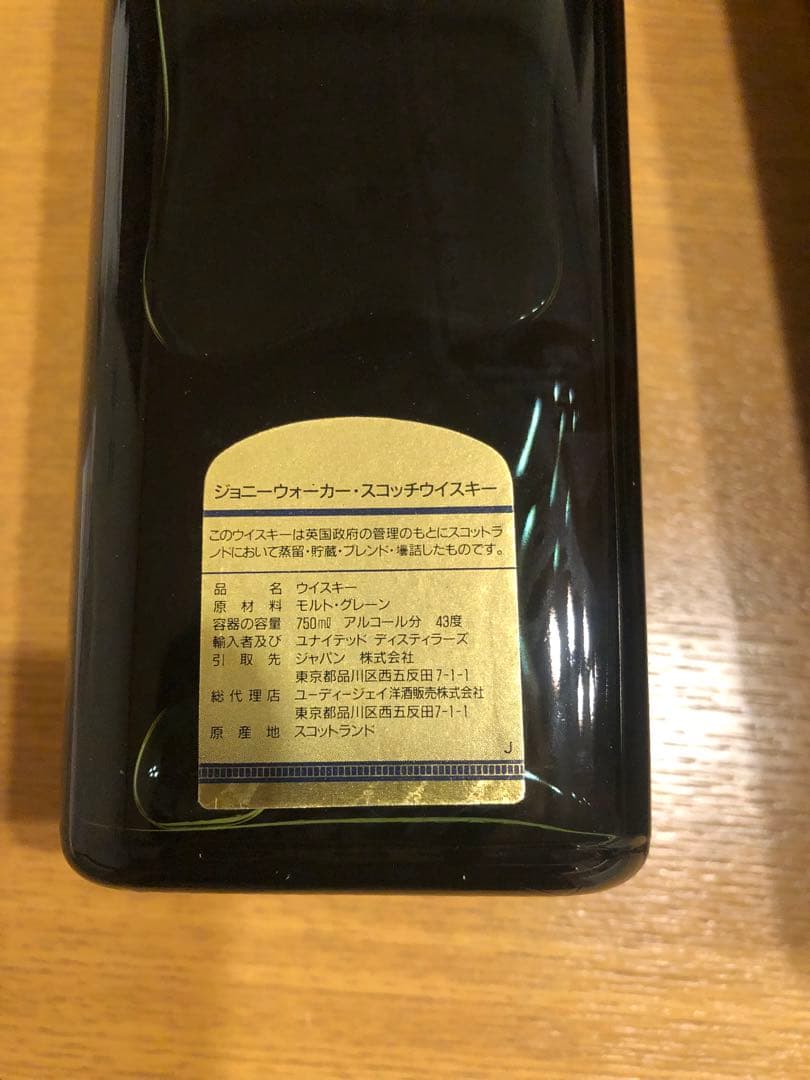 ジョニーウォーカー・スコッチウイスキー
このウイスキーは英国政府の管理のもとにスコットラ
ンドにおいて蒸留・貯蔵・ブレンド・壜詰したものです。
品名 ウイスキー
原材料 モルト・グレーン
容器の容量 750mℓ アルコール分 43度
輸入者及び ユナイテッド ディスティラーズ
引取先 ジャパン 株式会社
東京都品川区西五反田7-1-1
総代理店 ユーディージェイ洋酒販売株式会社
東京都品川区西五反田7-1-1
原産地 スコットランド
J